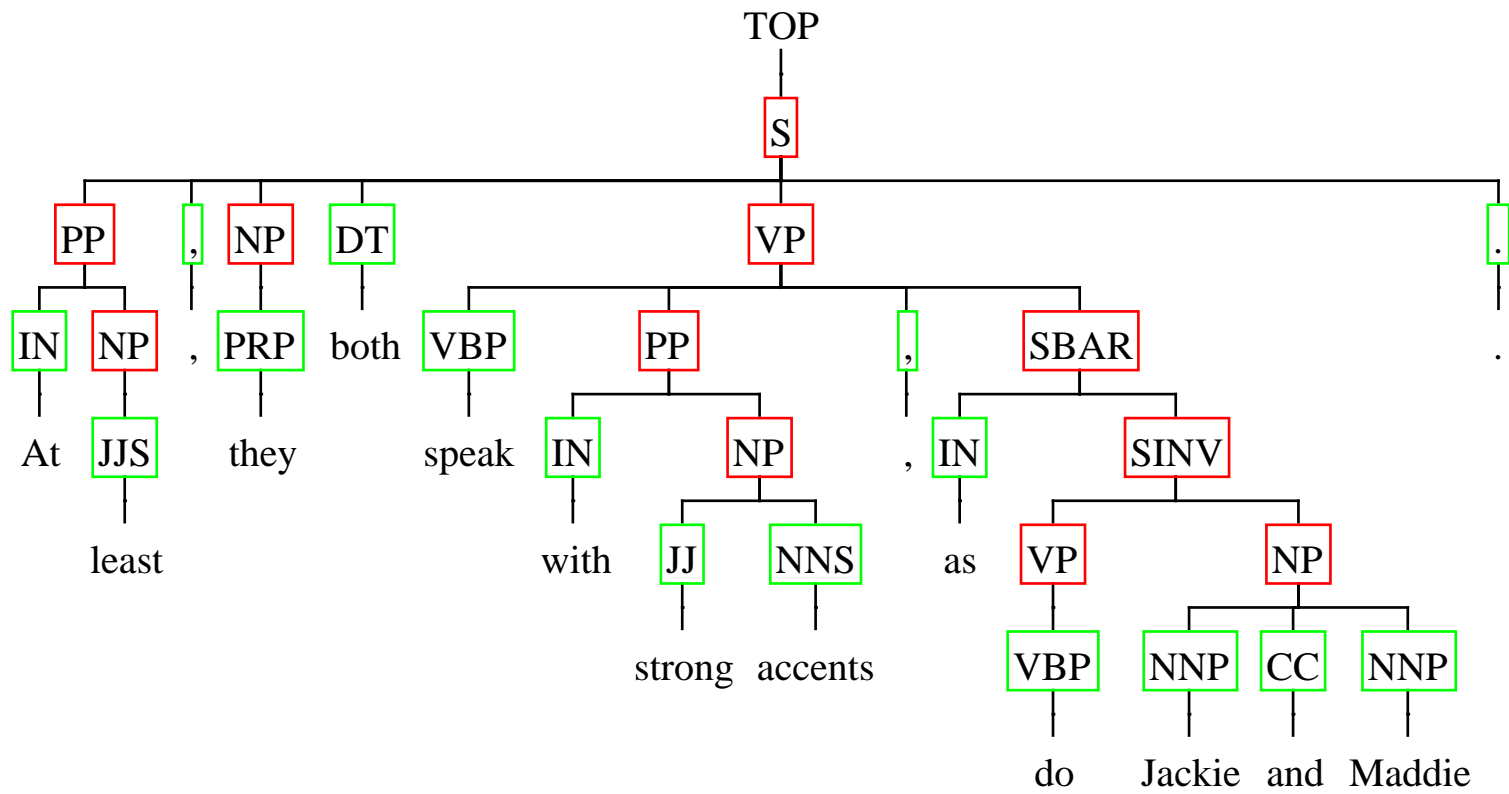 TOP
S
PP , NP DT VP .
IN NP , PRP both VBP PP , SBAR .
At JJS they speak IN NP , IN SINV
least with JJ NNS as VP NP
strong accents VBP NNP CC NNP
do Jackie and Maddie